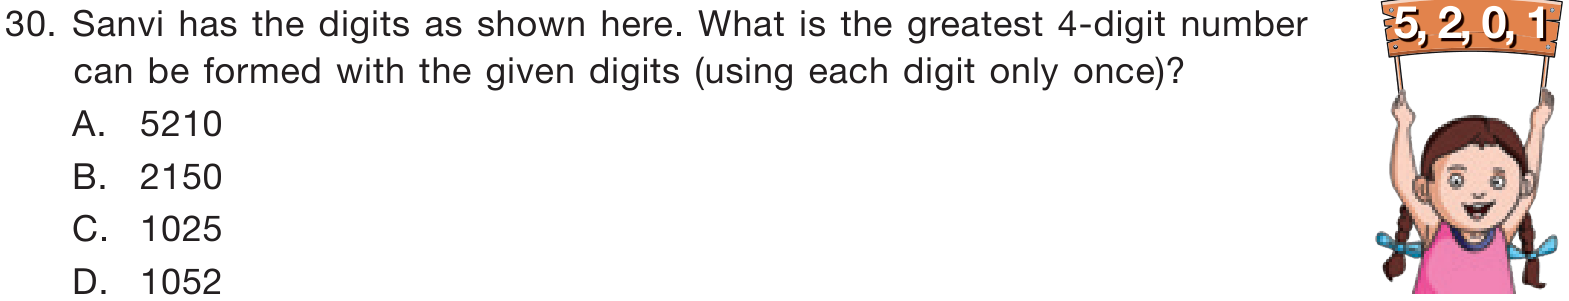 30. Sanvi has the digits as shown here. What is the greatest 4-digit number
can be formed with the given digits (using each digit only once)?
A. 5210
B. 2150
C. 1025
D. 1052
5, 2, 0, 1